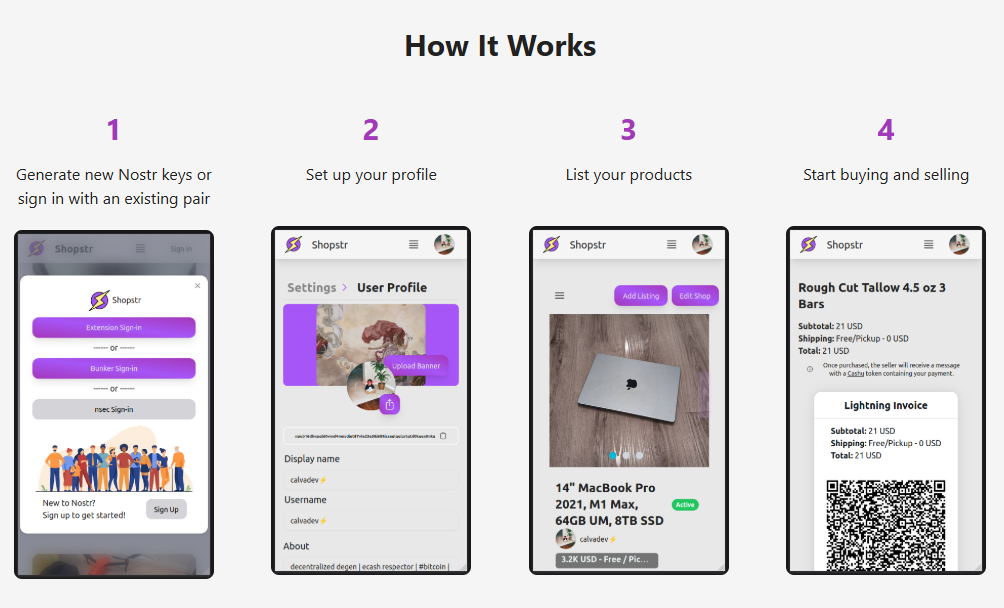 How It Works
1
Generate new Nostr keys or
sign in with an existing pair
Shopstr
Sign In
Shopstr
Extension Sign-in
------ or ------
Bunker Sign-in
------ or ------
nsec Sign-in
New to Nostr?
Sign up to get started!
Sign Up
2
Set up your profile
Shopstr
Settings > User Profile
Upload Banner
Display name
calvadev⚡
Username
calvadev⚡
About
decentralized degen | ecash respector | #bitcoin |
3
List your products
Shopstr
Add Listing
Edit Shop
14" MacBook Pro
2021, M1 Max,
64GB UM, 8TB SSD
Active
calvadev⚡
3.2K USD - Free / Pic...
4
Start buying and selling
Shopstr
Rough Cut Tallow 4.5 oz 3
Bars
Subtotal: 21 USD
Shipping: Free/Pickup - 0 USD
Total: 21 USD
Once purchased, the seller will receive a message
with a Cashu token containing your payment.
Lightning Invoice
Subtotal: 21 USD
Shipping: Free/Pickup - 0 USD
Total: 21 USD